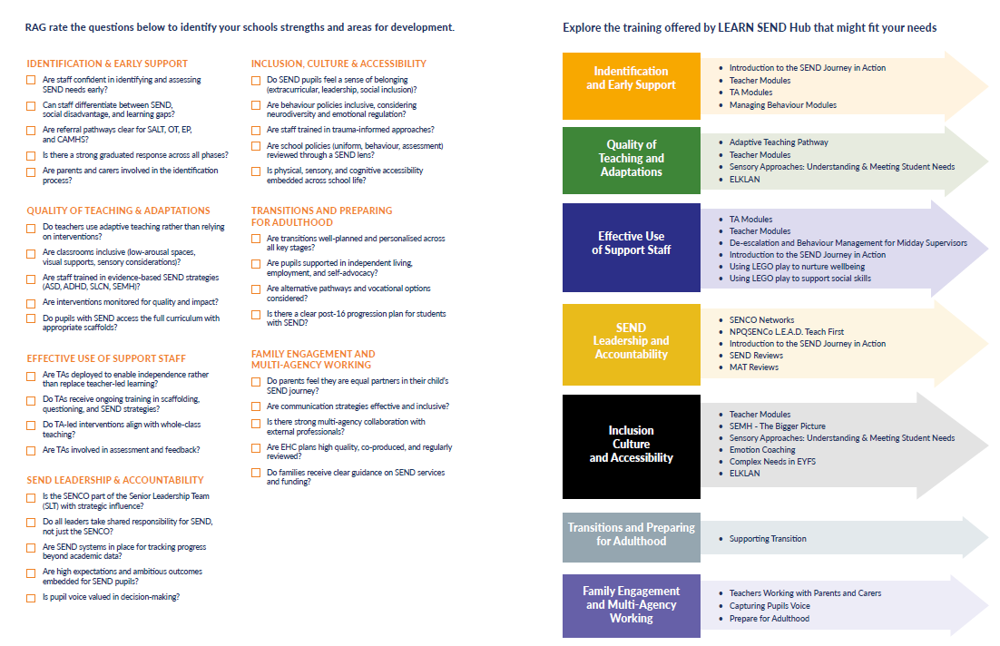 RAG rate the questions below to identify your schools strengths and areas for development.
IDENTIFICATION & EARLY SUPPORT
Are staff confident in identifying and assessing
SEND needs early?
Can staff differentiate between SEND,
social disadvantage, and learning gaps?
Are referral pathways clear for SALT, OT, EP,
and CAMHS?
Is there a strong graduated response across all phases?
Are parents and carers involved in the identification
process?
QUALITY OF TEACHING & ADAPTATIONS
Do teachers use adaptive teaching rather than relying
on interventions?
Are classrooms inclusive (low-arousal spaces,
visual supports, sensory considerations)?
Are staff trained in evidence-based SEND strategies
(ASD, ADHD, SLCN, SEMH)?
Are interventions monitored for quality and impact?
Do pupils with SEND access the full curriculum with
appropriate scaffolds?
EFFECTIVE USE OF SUPPORT STAFF
Are TAs deployed to enable independence rather
than replace teacher-led learning?
Do TAs receive ongoing training in scaffolding,
questioning, and SEND strategies?
Do TA-led interventions align with whole-class
teaching?
Are TAs involved in assessment and feedback?
SEND LEADERSHIP & ACCOUNTABILITY
Is the SENCO part of the Senior Leadership Team
(SLT) with strategic influence?
Do all leaders take shared responsibility for SEND,
not just the SENCO?
Are SEND systems in place for tracking progress
beyond academic data?
Are high expectations and ambitious outcomes
embedded for SEND pupils?
Is pupil voice valued in decision-making?
INCLUSION, CULTURE & ACCESSIBILITY
Do SEND pupils feel a sense of belonging
(extracurricular, leadership, social inclusion)?
Are behaviour policies inclusive, considering
neurodiversity and emotional regulation?
Are staff trained in trauma-informed approaches?
Are school policies (uniform, behaviour, assessment)
reviewed through a SEND lens?
Is physical, sensory, and cognitive accessibility
embedded across school life?
TRANSITIONS AND PREPARING
FOR ADULTHOOD
Are transitions well-planned and personalised across
all key stages?
Are pupils supported in independent living,
employment, and self-advocacy?
Are alternative pathways and vocational options
considered?
Is there a clear post-16 progression plan for students
with SEND?
FAMILY ENGAGEMENT AND
MULTI-AGENCY WORKING
Do parents feel they are equal partners in their child's
SEND journey?
Are communication strategies effective and inclusive?
Is there strong multi-agency collaboration with
external professionals?
Are EHC plans high quality, co-produced, and regularly
reviewed?
Do families receive clear guidance on SEND services
and funding?
Explore the training offered by LEARN SEND Hub that might fit your needs
Indentification
and Early Support
• Introduction to the SEND Journey in Action
• Teacher Modules
• TA Modules
• Managing Behaviour Modules
Quality of
Teaching and
Adaptations
• Adaptive Teaching Pathway
• Teacher Modules
• Sensory Approaches: Understanding & Meeting Student Needs
• ELKLAN
Effective Use
of Support Staff
• TA Modules
• Teacher Modules
• De-escalation and Behaviour Management for Midday Supervisors
• Introduction to the SEND Journey in Action
• Using LEGO play to nurture wellbeing
• Using LEGO play to support social skills
SEND
Leadership and
Accountability
• SENCO Networks
• NPQSENCo L.E.A.D. Teach First
• Introduction to the SEND Journey in Action
• SEND Reviews
• MAT Reviews
Inclusion
Culture
and Accessibility
• Teacher Modules
• SEMH - The Bigger Picture
• Sensory Approaches: Understanding & Meeting Student Needs
• Emotion Coaching
• Complex Needs in EYFS
• ELKLAN
Transitions and Preparing
for Adulthood
• Supporting Transition
Family Engagement
and Multi-Agency
Working
• Teachers Working with Parents and Carers
• Capturing Pupils Voice
• Prepare for Adulthood